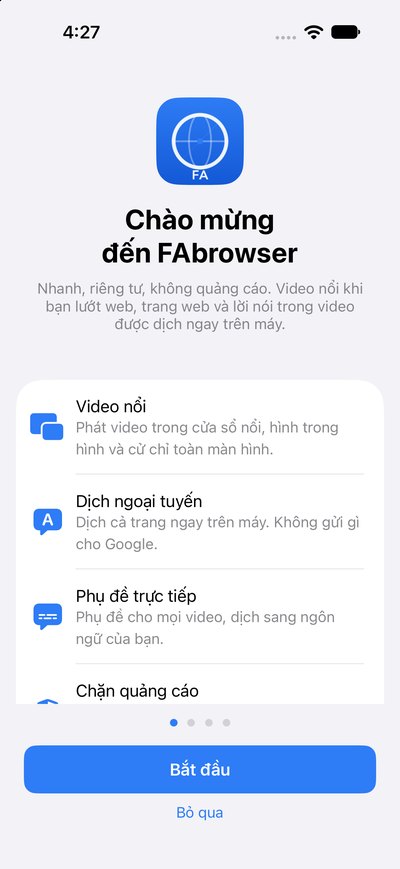 4:27
FA
Chào mừng
đến FAbrowser
Nhanh, riêng tư, không quảng cáo. Video nổi khi
bạn lướt web, trang web và lời nói trong video
được dịch ngay trên máy.
Video nổi
Phát video trong cửa sổ nổi, hình trong
hình và cử chỉ toàn màn hình.
A
Dịch ngoại tuyến
Dịch cả trang ngay trên máy. Không gửi gì
cho Google.
Phụ đề trực tiếp
Phụ đề cho mọi video, dịch sang ngôn
ngữ của bạn.
Chặn quảng cáo
Bắt đầu
Bỏ qua